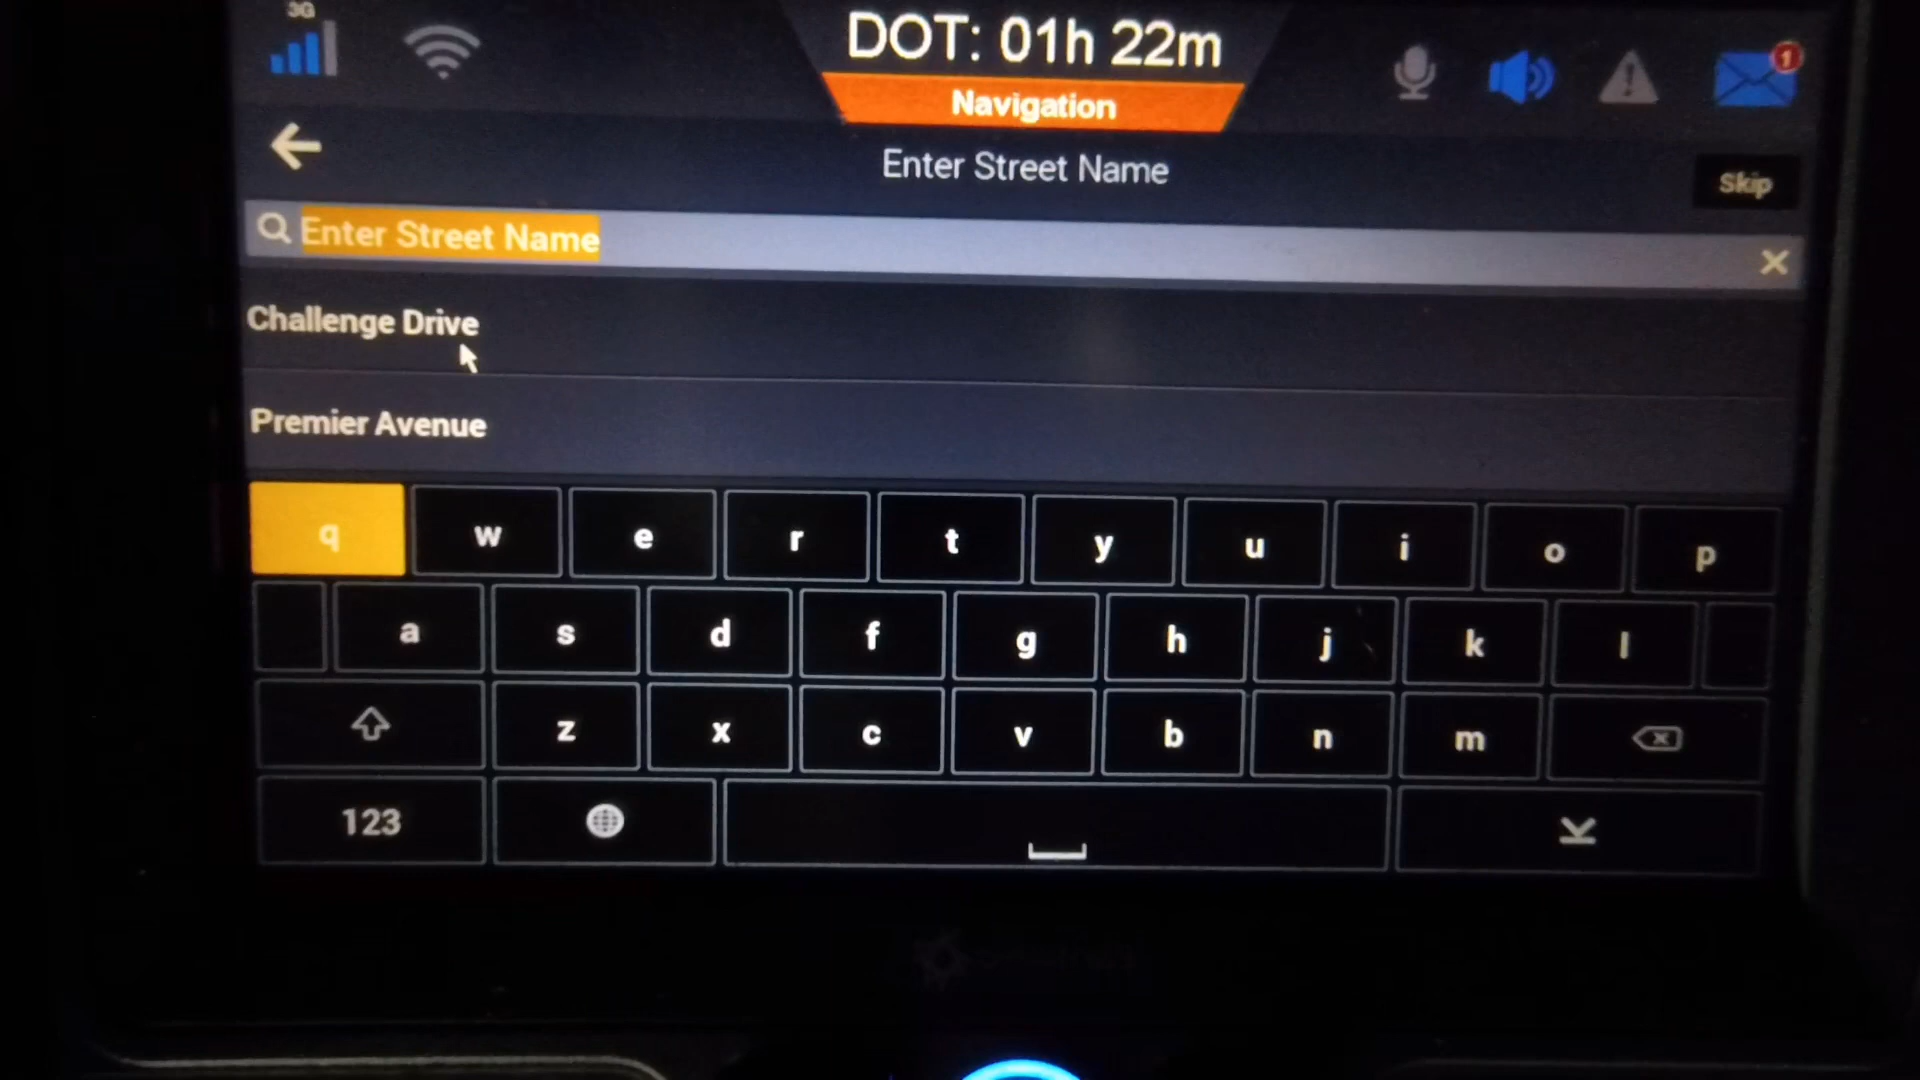 3G
DOT: 01h 22m
1
Navigation
Enter Street Name
Skip
Enter Street Name
Challenge Drive
Premier Avenue
q w e r t y u i o p
a s d f g h j k l
z x c v b n m
123